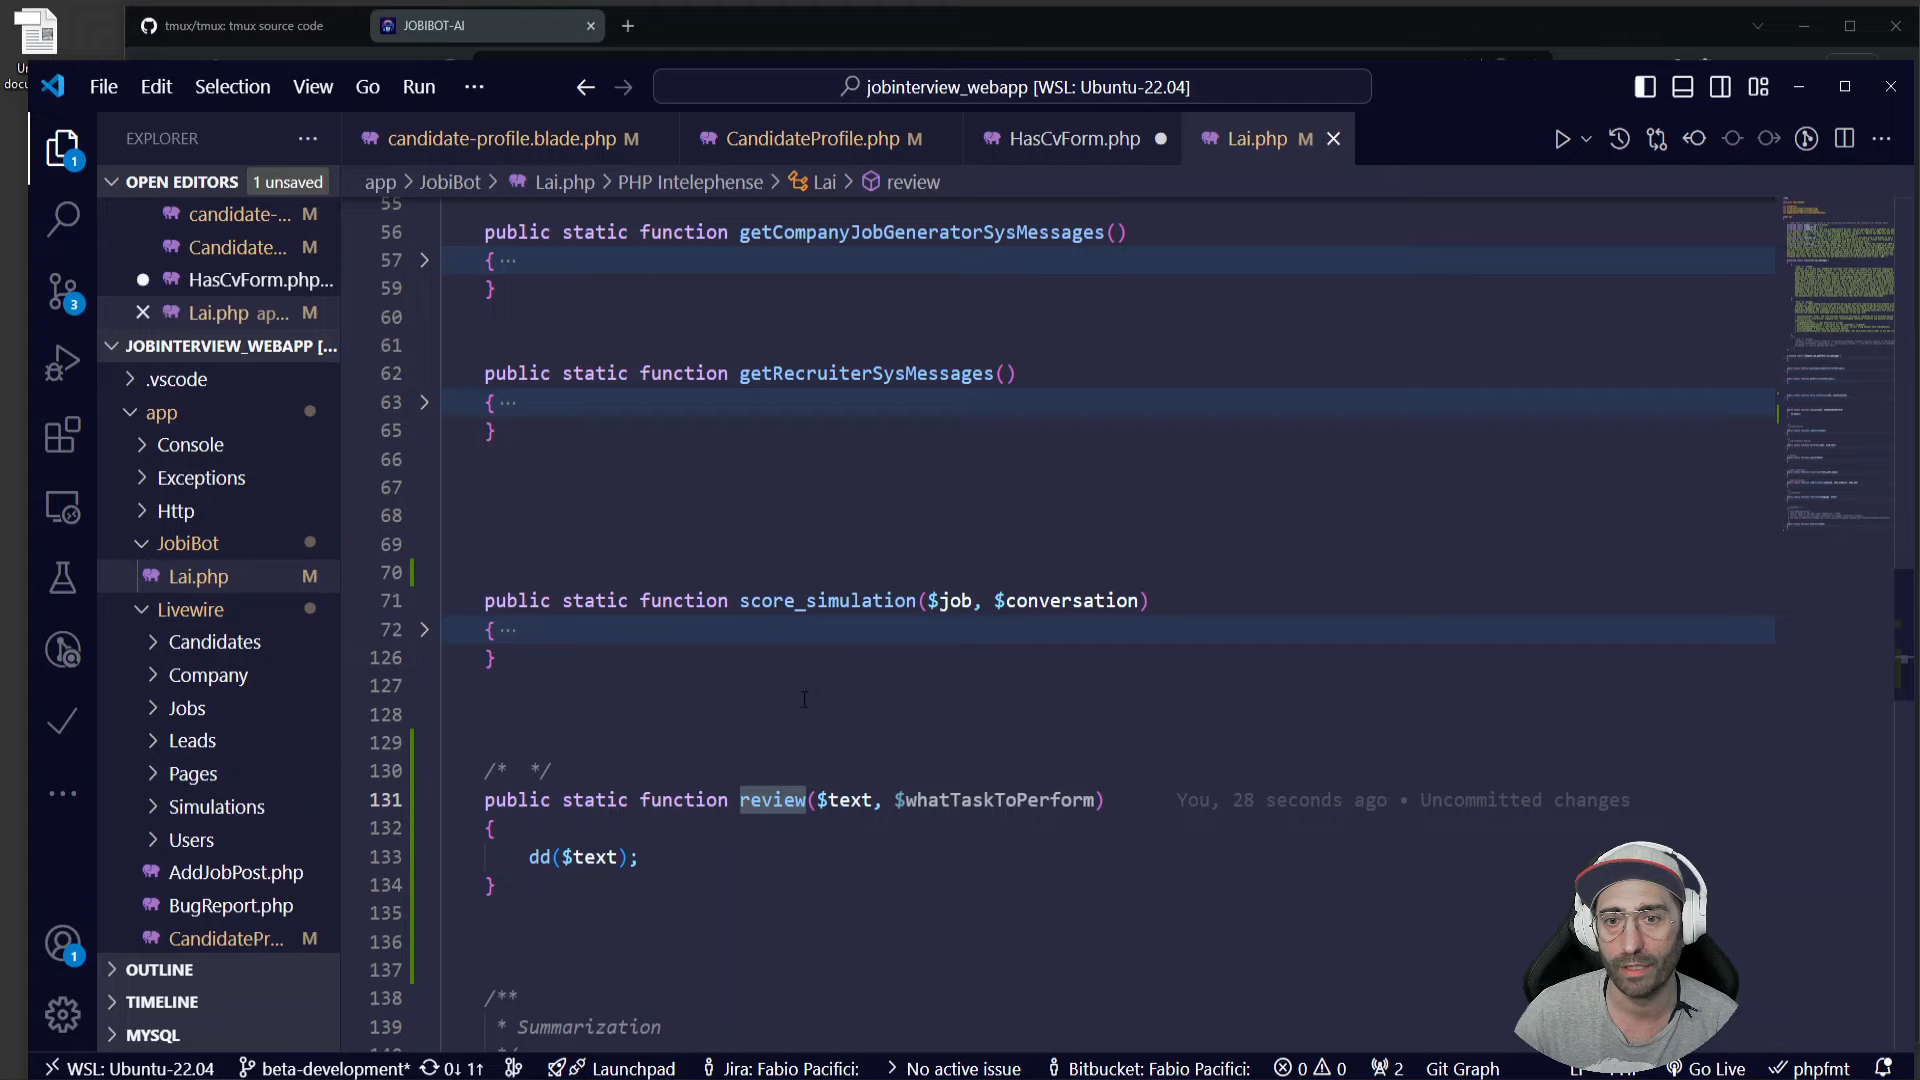 tmux/tmux: tmux source code
JOBIBOT-AI
File Edit Selection View Go Run ···
jobinterview_webapp [WSL: Ubuntu-22.04]
EXPLORER
candidate-profile.blade.php M
CandidateProfile.php M
HasCvForm.php
Lai.php M
OPEN EDITORS 1 unsaved
app > JobiBot > Lai.php > PHP Intelephense > Lai > review
candidate-... M
Candidate... M
HasCvForm.php...
Lai.php ap... M
JOBINTERVIEW_WEBAPP [...
.vscode
app
Console
Exceptions
Http
JobiBot
Lai.php M
Livewire
Candidates
Company
Jobs
Leads
Pages
Simulations
Users
AddJobPost.php
BugReport.php
CandidatePr... M
OUTLINE
TIMELINE
MYSQL
55
56 public static function getCompanyJobGeneratorSysMessages()
57 { ···
59 }
60
61
62 public static function getRecruiterSysMessages()
63 { ···
65 }
66
67
68
69
70
71 public static function score_simulation($job, $conversation)
72 { ···
126 }
127
128
129
130 /*  */
131 public static function review($text, $whatTaskToPerform) You, 28 seconds ago • Uncommitted changes
132 {
133 dd($text);
134 }
135
136
137
138 /**
139 * Summarization
1
3
1
WSL: Ubuntu-22.04 beta-development* 0↓ 1↑ Launchpad Jira: Fabio Pacifici: No active issue Bitbucket: Fabio Pacifici: 0 0 2 Git Graph Go Live phpfmt